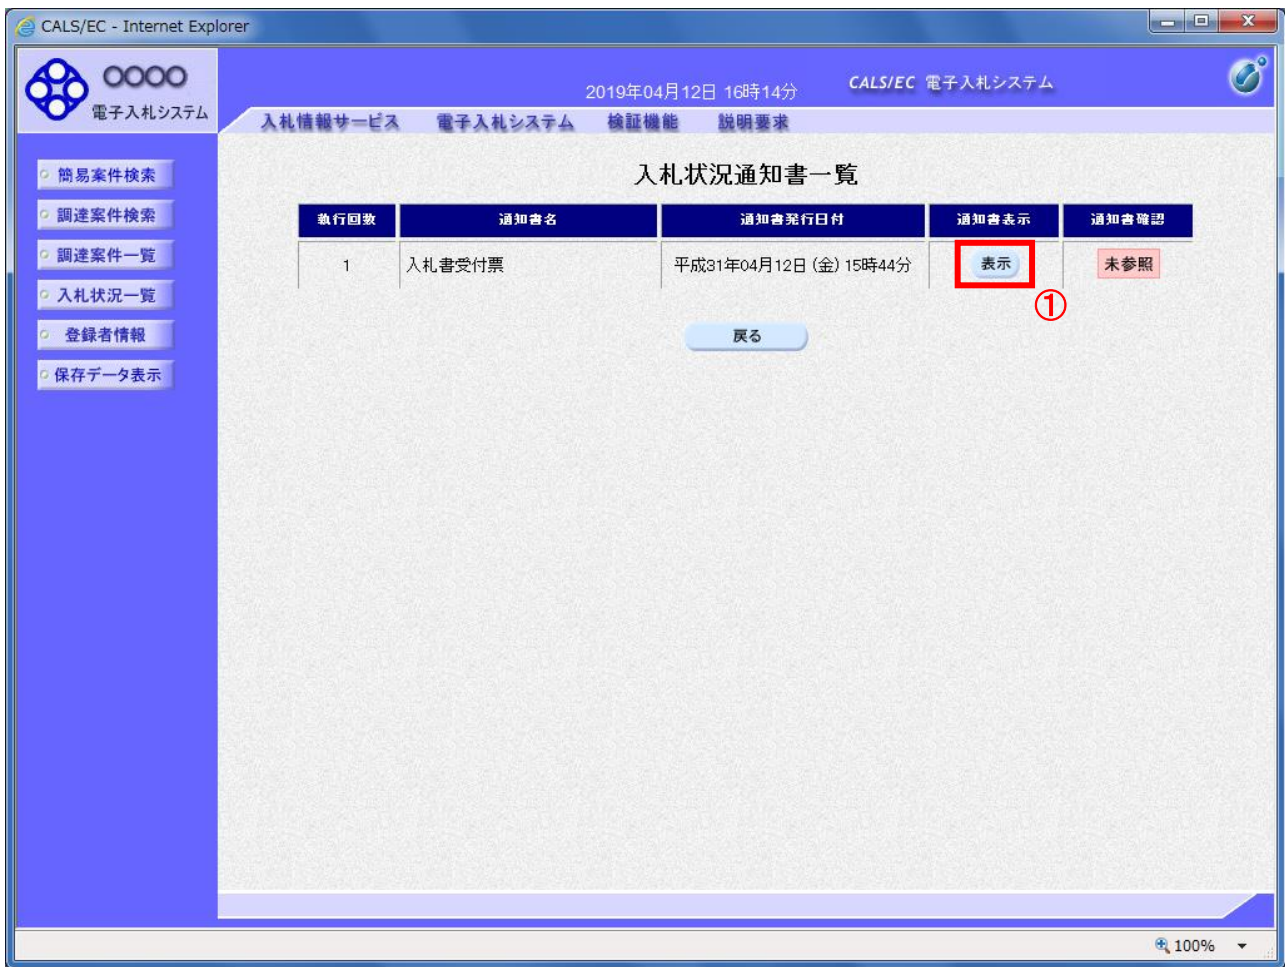 CALS/EC - Internet Explorer
〇〇〇〇
電子入札システム
2019年04月12日 16時14分
CALS/EC 電子入札システム
入札情報サービス 電子入札システム 検証機能 説明要求
簡易案件検索
調達案件検索
調達案件一覧
入札状況一覧
登録者情報
保存データ表示
入札状況通知書一覧
執行回数 通知書名 通知書発行日付 通知書表示 通知書確認
1 入札書受付票 平成31年04月12日(金) 15時44分 表示 未参照
①
戻る
100%